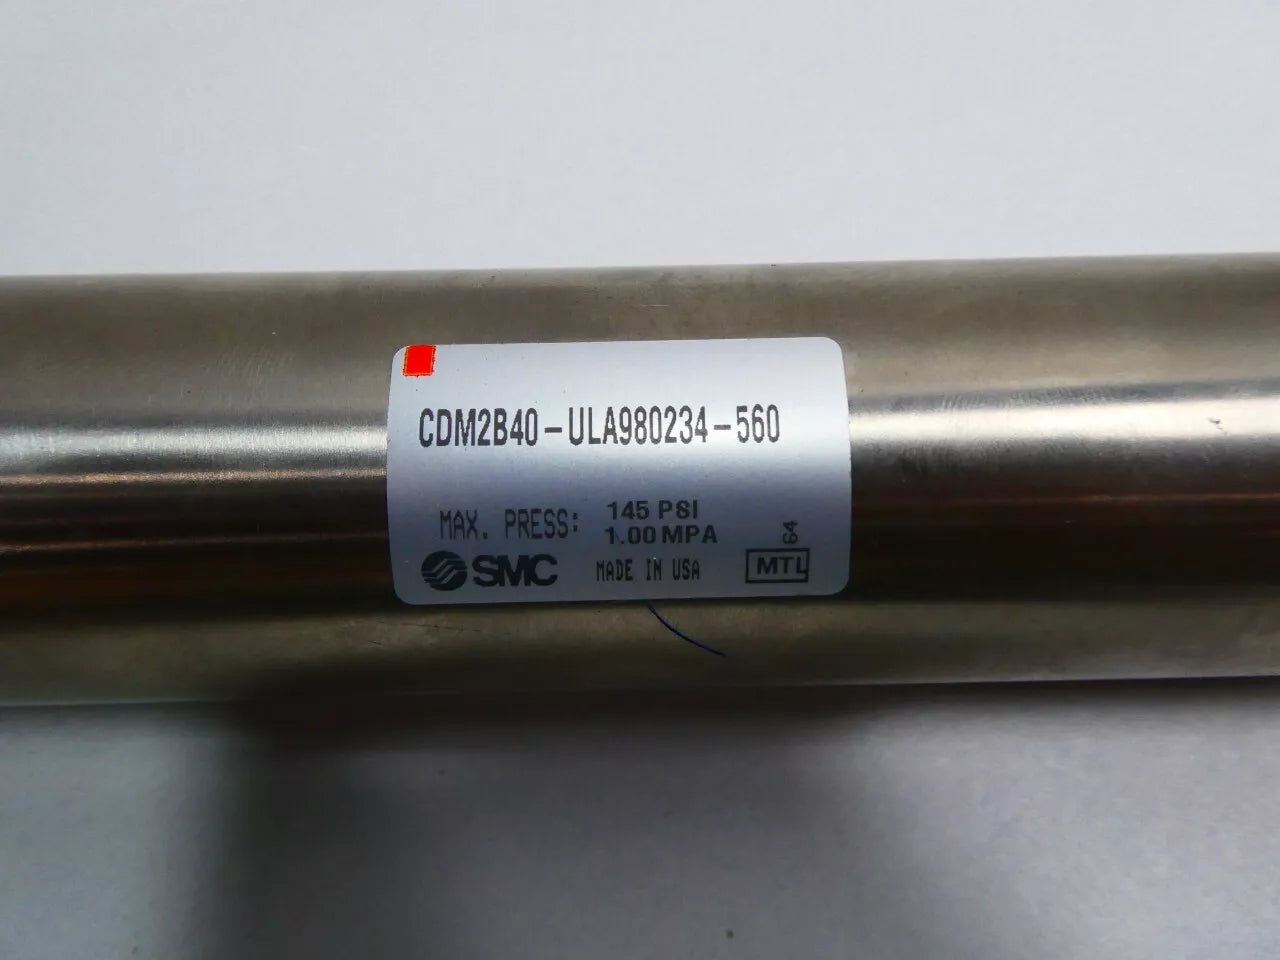 CDM2B40-ULA980234-560
MAX. PRESS: 145 PSI
1.00 MPA
64
SMC MADE IN USA MTL